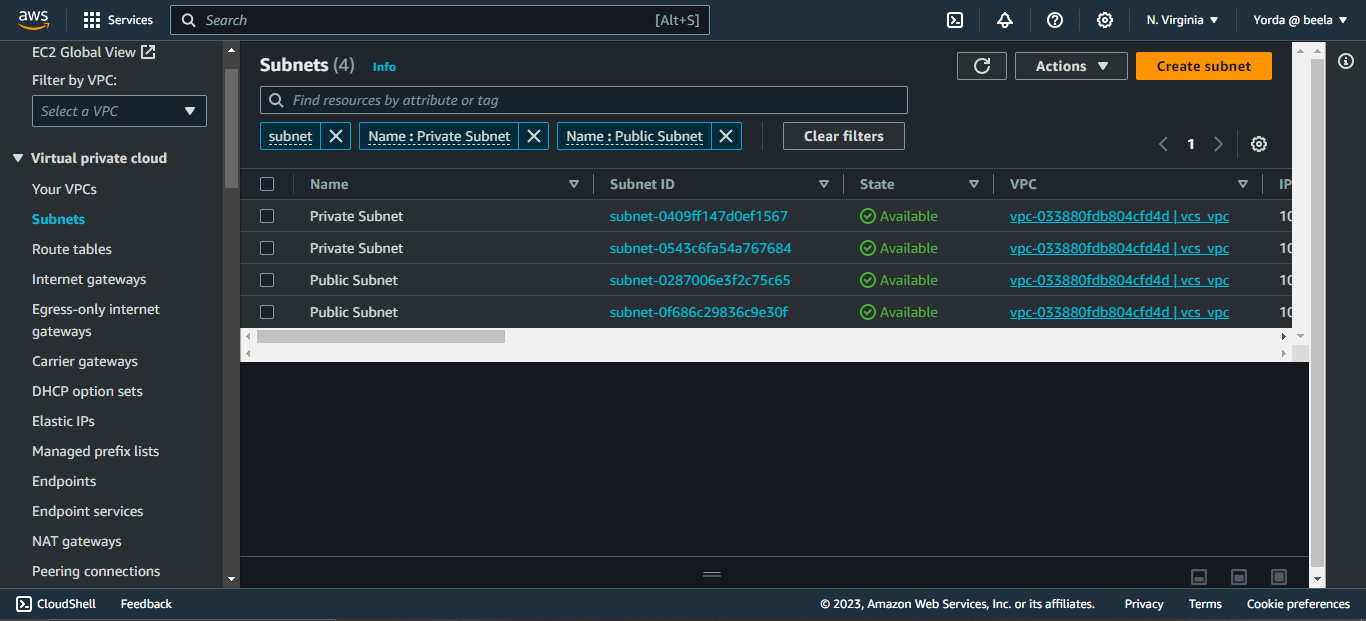 aws Services Search [Alt+S] N. Virginia Yorda @ beela
EC2 Global View
Filter by VPC:
Select a VPC
Virtual private cloud
Your VPCs
Subnets
Route tables
Internet gateways
Egress-only internet
gateways
Carrier gateways
DHCP option sets
Elastic IPs
Managed prefix lists
Endpoints
Endpoint services
NAT gateways
Peering connections
Subnets (4) Info Actions Create subnet
Find resources by attribute or tag
subnet Name : Private Subnet Name : Public Subnet Clear filters 1
Name Subnet ID State VPC IP
Private Subnet subnet-0409ff147d0ef1567 Available vpc-033880fdb804cfd4d | vcs_vpc 10
Private Subnet subnet-0543c6fa54a767684 Available vpc-033880fdb804cfd4d | vcs_vpc 10
Public Subnet subnet-0287006e3f2c75c65 Available vpc-033880fdb804cfd4d | vcs_vpc 10
Public Subnet subnet-0f686c29836c9e30f Available vpc-033880fdb804cfd4d | vcs_vpc 10
CloudShell Feedback © 2023, Amazon Web Services, Inc. or its affiliates. Privacy Terms Cookie preferences